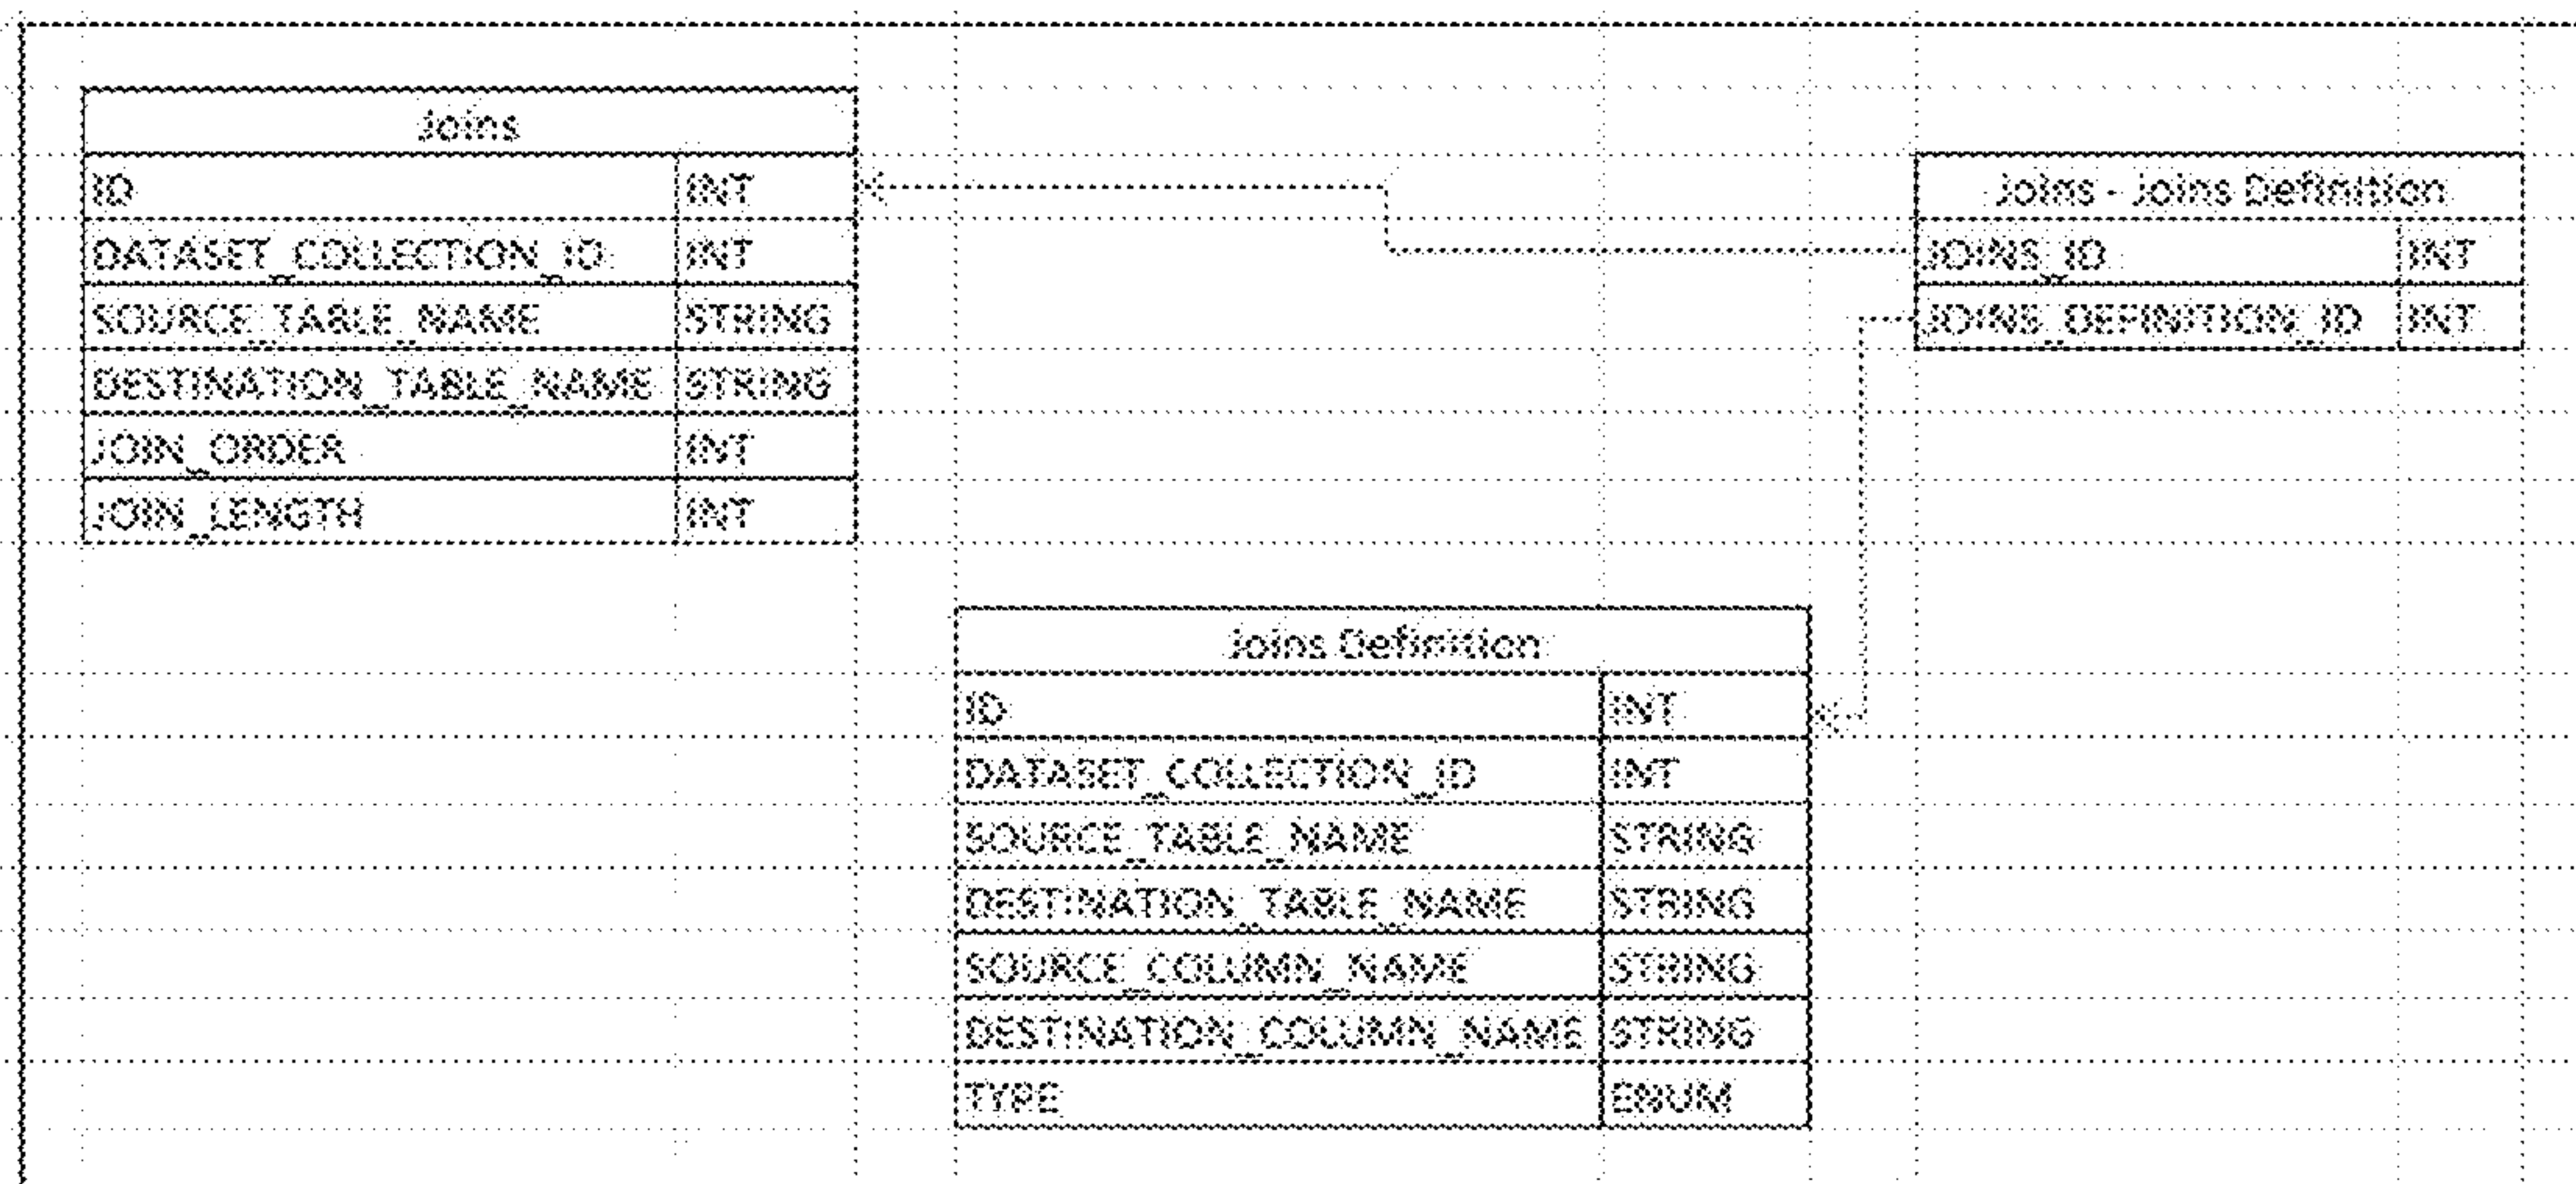 Joins
ID INT
DATASET_COLLECTION_ID INT
SOURCE_TABLE_NAME STRING
DESTINATION_TABLE_NAME STRING
JOIN_ORDER INT
JOIN_LENGTH INT
Joins - Joins Definition
JOINS_ID INT
JOINS_DEFINITION_ID INT
Joins Definition
ID INT
DATASET_COLLECTION_ID INT
SOURCE_TABLE_NAME STRING
DESTINATION_TABLE_NAME STRING
SOURCE_COLUMN_NAME STRING
DESTINATION_COLUMN_NAME STRING
TYPE ENUM